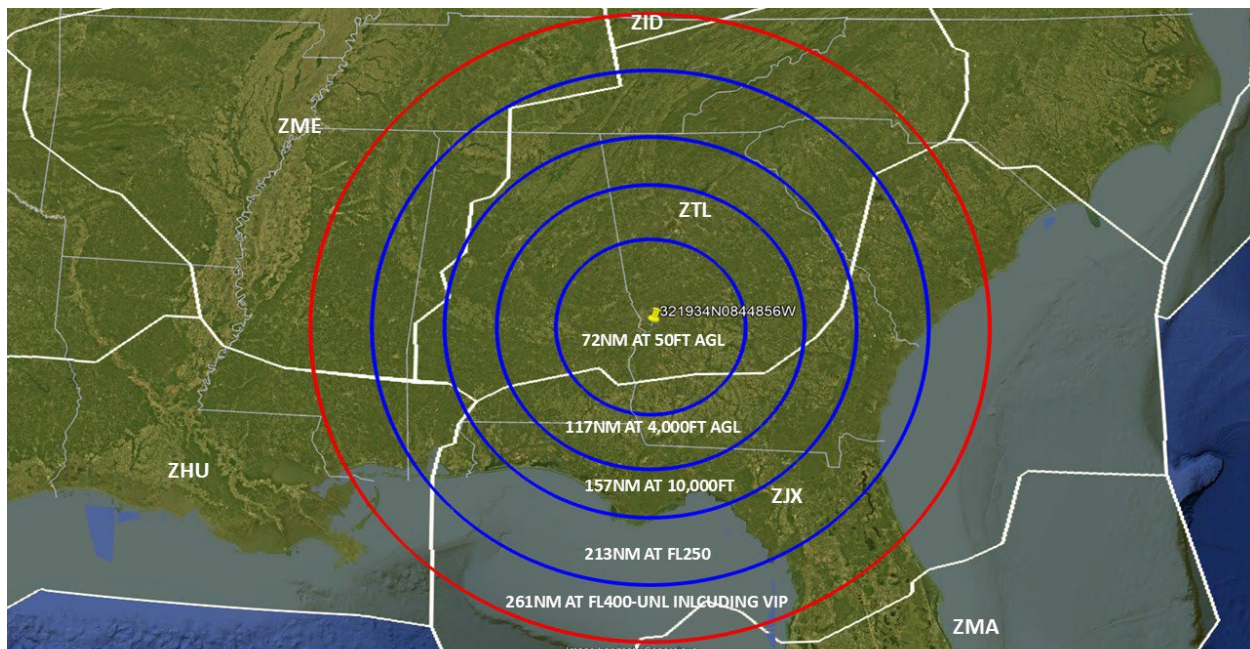 ZID
ZME
ZTL
321934N0844856W
72NM AT 50FT AGL
117NM AT 4,000FT AGL
ZHU
157NM AT 10,000FT
ZJX
213NM AT FL250
261NM AT FL400-UNL INLCUDING VIP
ZMA